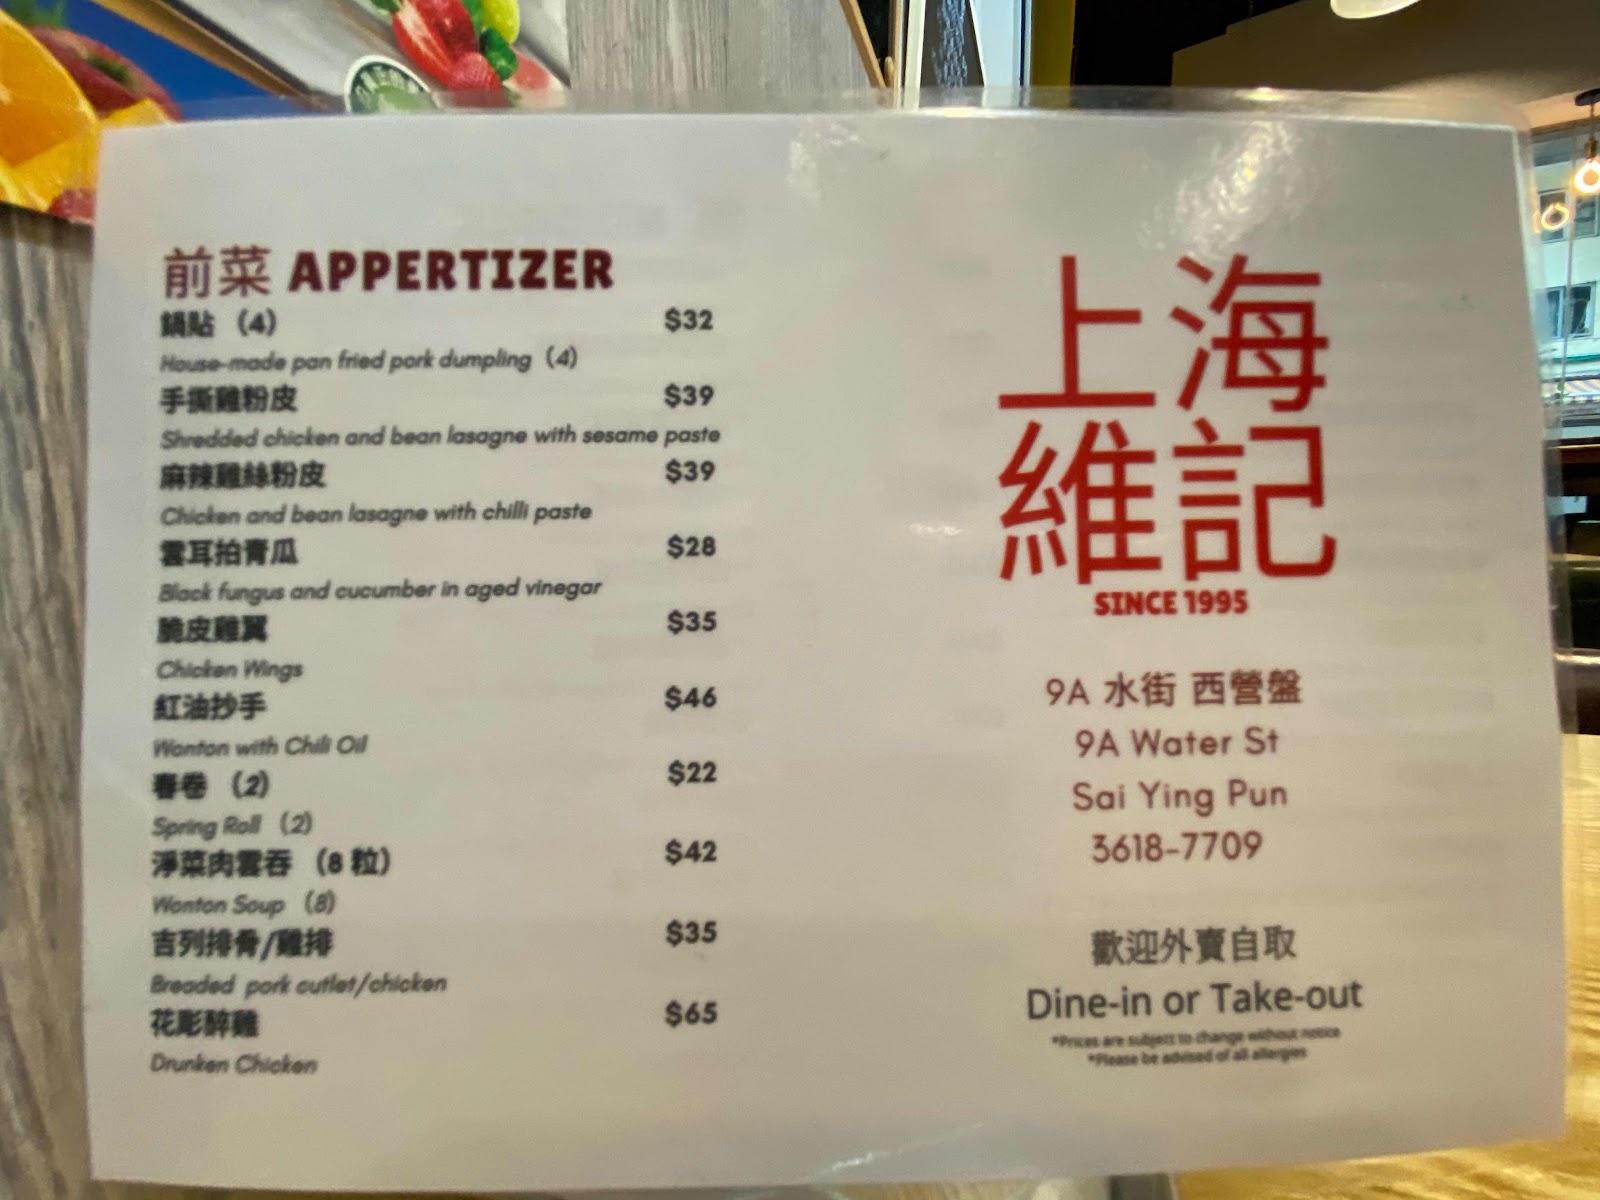 前菜 APPERTIZER
鍋貼 （4） $32
House-made pan fried pork dumpling（4）
手撕雞粉皮 $39
Shredded chicken and bean lasagne with sesame paste
麻辣雞絲粉皮 $39
Chicken and bean lasagne with chilli paste
雲耳拍青瓜 $28
Black fungus and cucumber in aged vinegar
脆皮雞翼 $35
Chicken Wings
紅油抄手 $46
Wonton with Chili Oil
春卷 （2） $22
Spring Roll （2）
淨菜肉雲吞 （8 粒） $42
Wonton Soup （8）
吉列排骨/雞排 $35
Breaded pork cutlet/chicken
花彫醉雞 $65
Drunken Chicken
上海
維記
SINCE 1995
9A 水街 西營盤
9A Water St
Sai Ying Pun
3618-7709
歡迎外賣自取
Dine-in or Take-out
*Prices are subject to change without notice
*Please be advised of all allergies